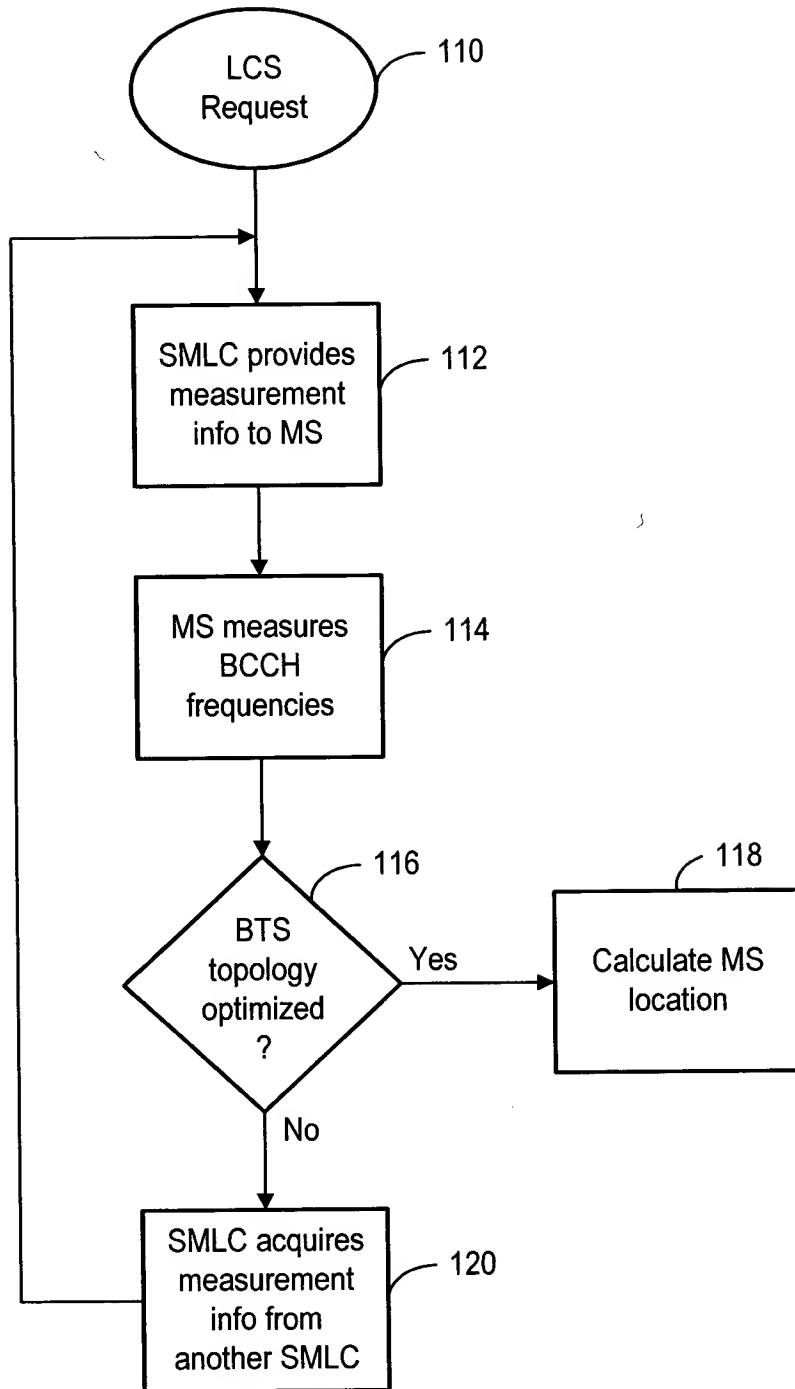 LCS
Request
110
SMLC provides
measurement
info to MS
112
MS measures
BCCH
frequencies
114
BTS
topology
optimized
?
116
Yes
118
Calculate MS
location
No
SMLC acquires
measurement
info from
another SMLC
120